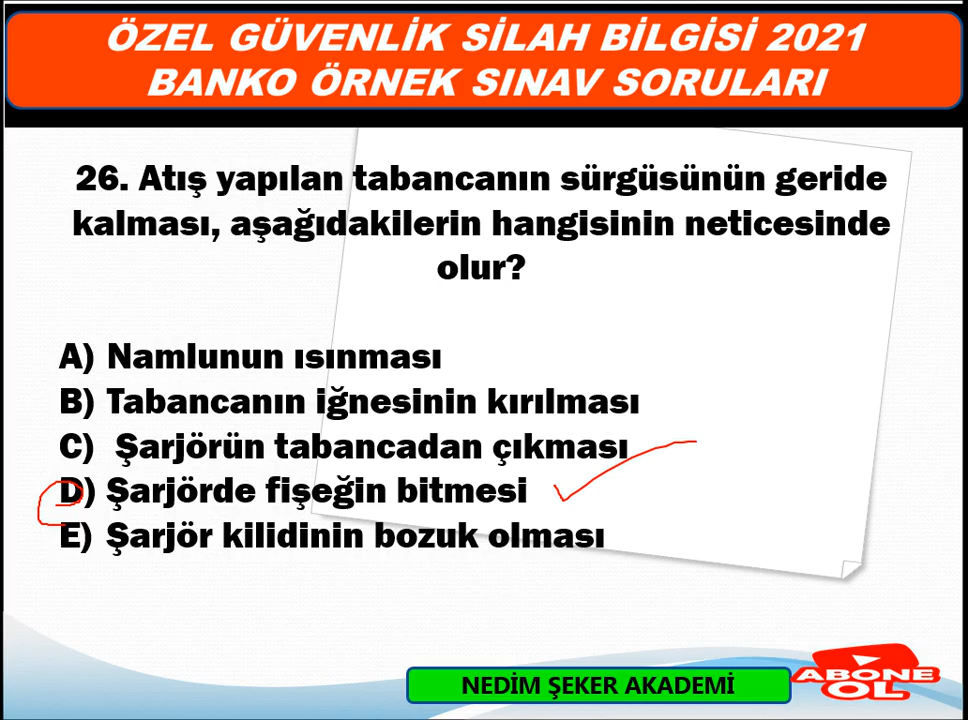 ÖZEL GÜVENLİK SİLAH BİLGİSİ 2021
BANKO ÖRNEK SINAV SORULARI
26. Atış yapılan tabancanın sürgüsünün geride
kalması, aşağıdakilerin hangisinin neticesinde
olur?
A) Namlunun ısınması
B) Tabancanın iğnesinin kırılması
C) Şarjörün tabancadan çıkması
D) Şarjörde fişeğin bitmesi
E) Şarjör kilidinin bozuk olması
NEDİM ŞEKER AKADEMİ
ABONE
OL